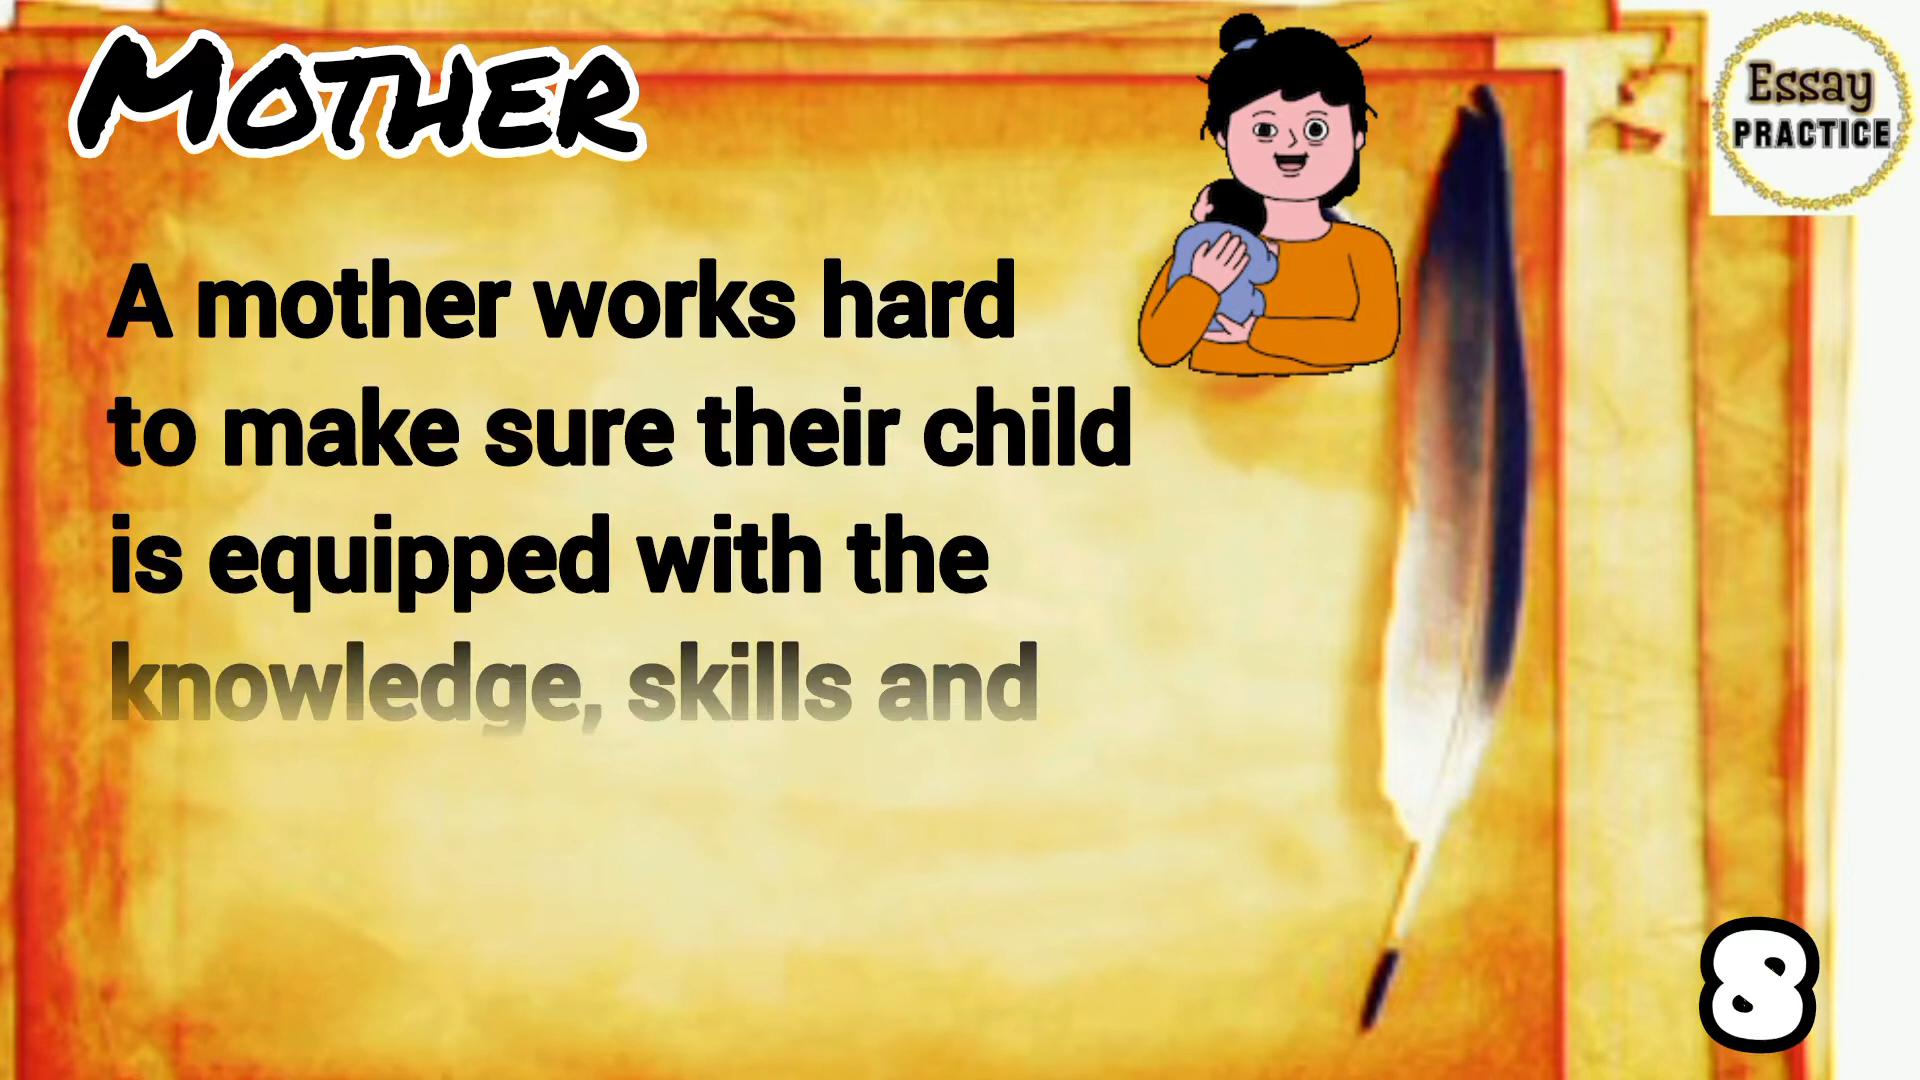 MOTHER
Essay
PRACTICE
A mother works hard
to make sure their child
is equipped with the
knowledge, skills and
8